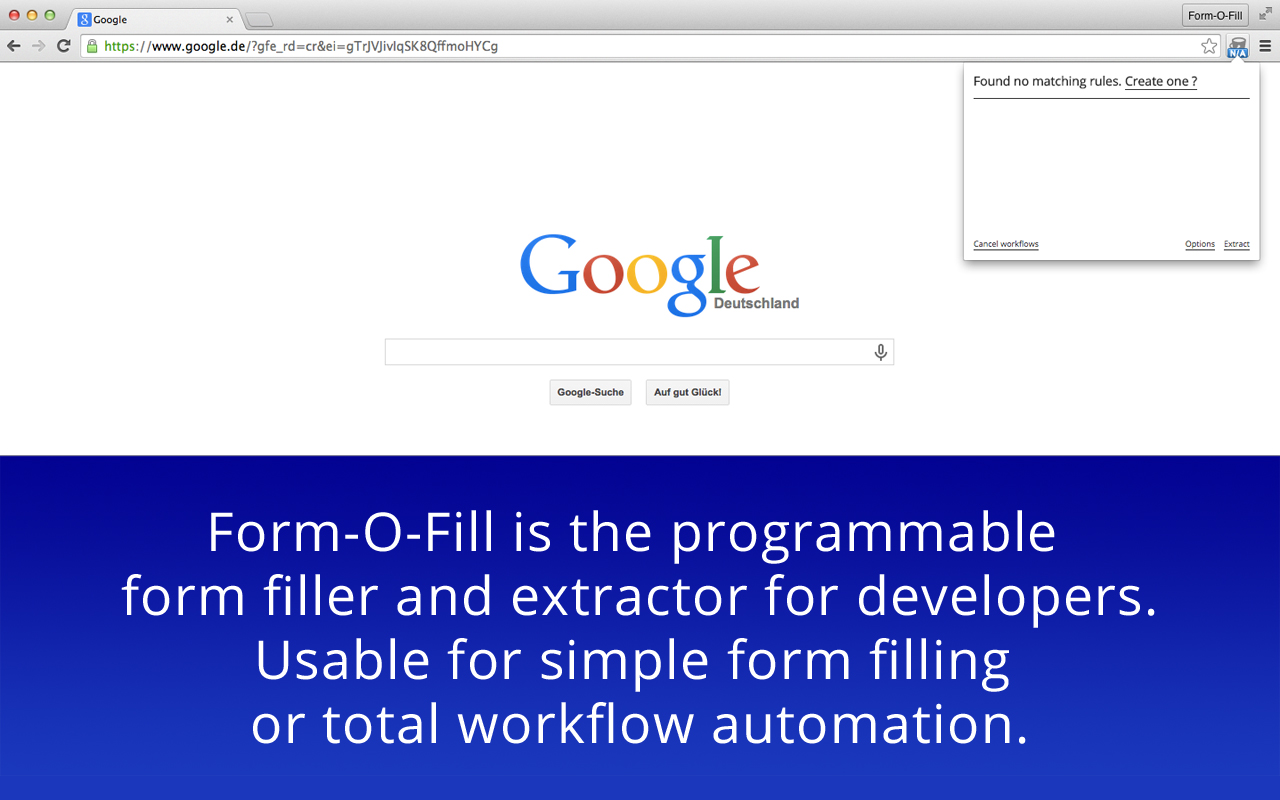 Google
Form-O-Fill
https://www.google.de/?gfe_rd=cr&ei=gTrJVJivIqSK8QffmoHYCg
N/A
Found no matching rules. Create one ?
Cancel workflows Options Extract
Google
Deutschland
Google-Suche Auf gut Glück!
Form-O-Fill is the programmable
form filler and extractor for developers.
Usable for simple form filling
or total workflow automation.